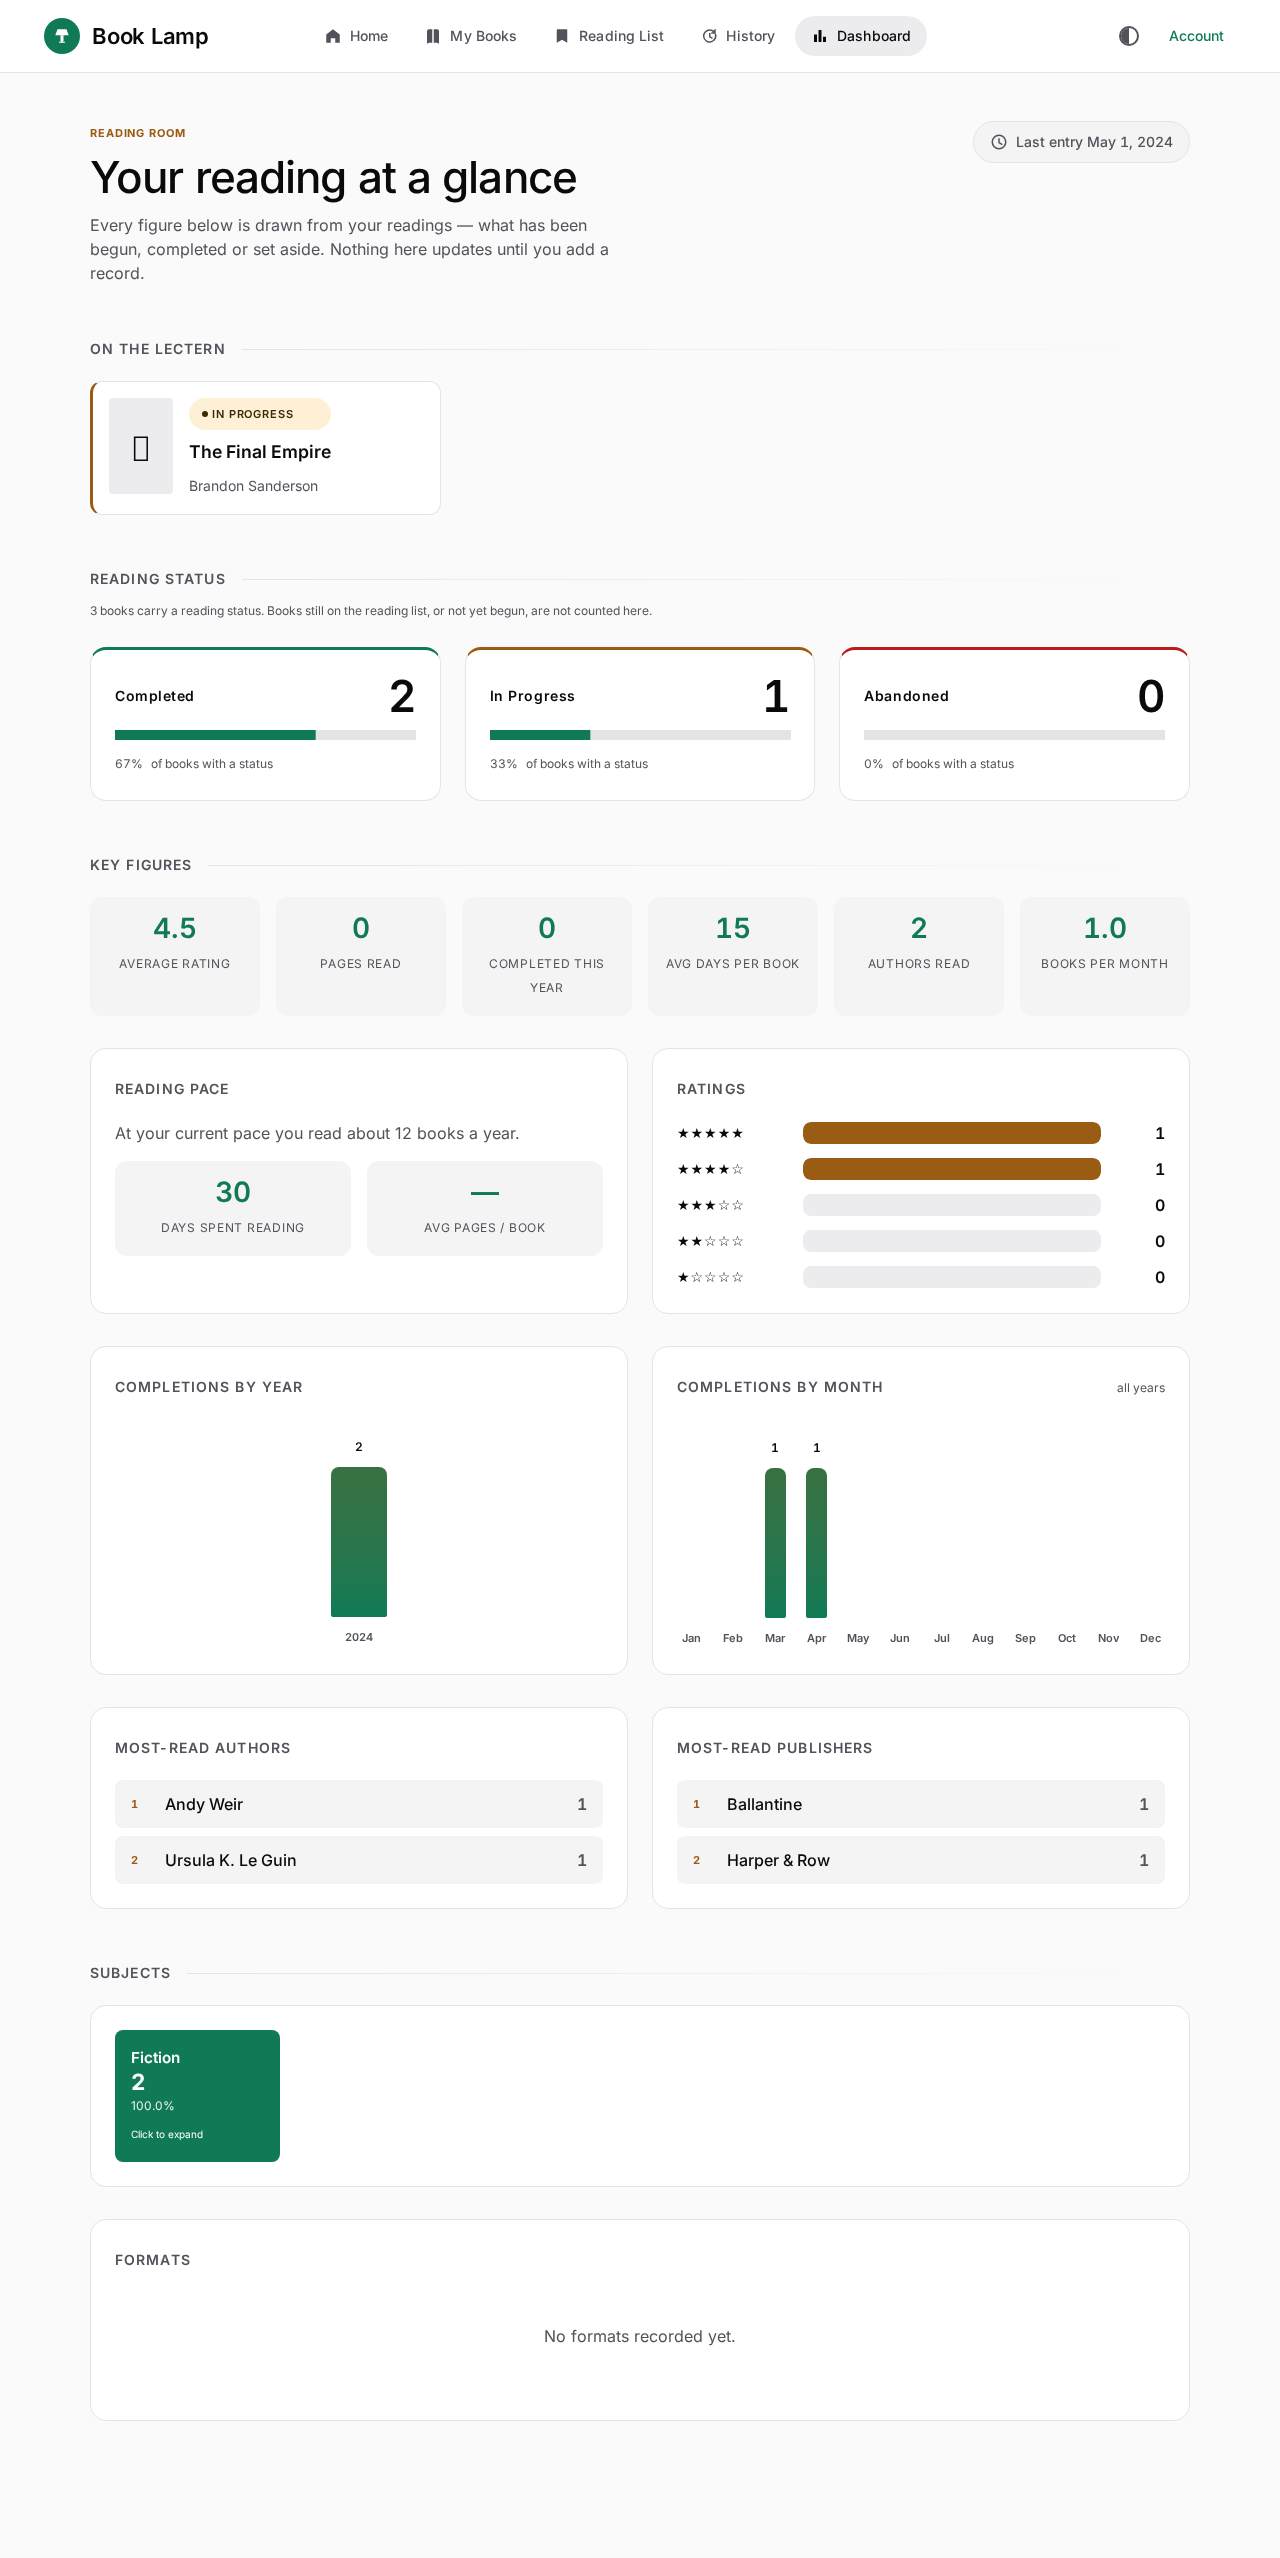 Book Lamp
Home
My Books
Reading List
History
Dashboard
Account
READING ROOM
Last entry May 1, 2024
Your reading at a glance
Every figure below is drawn from your readings — what has been
begun, completed or set aside. Nothing here updates until you add a
record.
ON THE LECTERN
IN PROGRESS
The Final Empire
Brandon Sanderson
READING STATUS
3 books carry a reading status. Books still on the reading list, or not yet begun, are not counted here.
Completed
2
67% of books with a status
In Progress
1
33% of books with a status
Abandoned
0
0% of books with a status
KEY FIGURES
4.5
AVERAGE RATING
0
PAGES READ
0
COMPLETED THIS
YEAR
15
AVG DAYS PER BOOK
2
AUTHORS READ
1.0
BOOKS PER MONTH
READING PACE
At your current pace you read about 12 books a year.
30
DAYS SPENT READING
—
AVG PAGES / BOOK
RATINGS
★★★★★ 1
★★★★☆ 1
★★★☆☆ 0
★★☆☆☆ 0
★☆☆☆☆ 0
COMPLETIONS BY YEAR
2
2024
COMPLETIONS BY MONTH
all years
1 1
Jan Feb Mar Apr May Jun Jul Aug Sep Oct Nov Dec
MOST-READ AUTHORS
1 Andy Weir 1
2 Ursula K. Le Guin 1
MOST-READ PUBLISHERS
1 Ballantine 1
2 Harper & Row 1
SUBJECTS
Fiction
2
100.0%
Click to expand
FORMATS
No formats recorded yet.